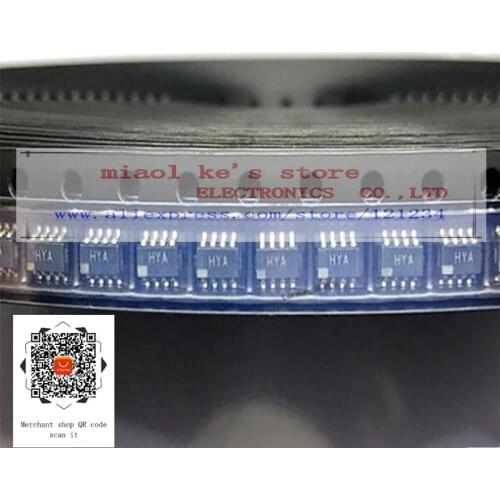 miaol ke's store
ELECTRONICS CO.,LTD
www.aliexpress.com/store/121234
HYA HYA HYA HYA HYA HYA HYA HYA
Merchant shop QR code
scan it